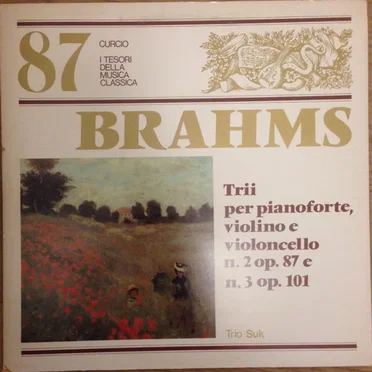 87
CURCIO
I TESORI
DELLA
MUSICA
CLASSICA
BRAHMS
Trii
per pianoforte,
violino e
violoncello
n. 2 op. 87 e
n. 3 op. 101
Trio Suk